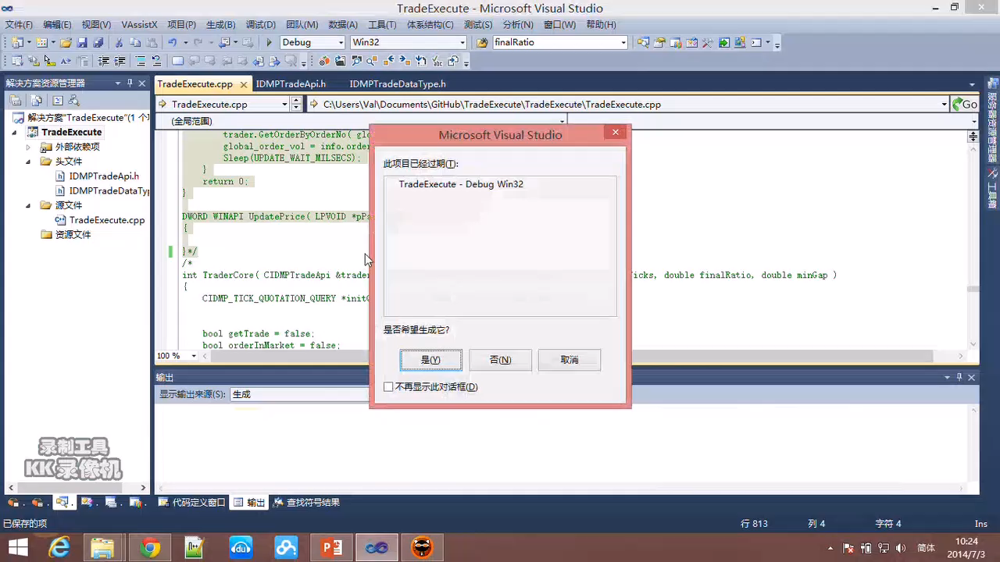 TradeExecute - Microsoft Visual Studio
文件(F) 编辑(E) 视图(V) VAssistX 项目(P) 生成(B) 调试(D) 团队(M) 数据(A) 工具(T) 体系结构(C) 测试(S) 分析(N) 窗口(W) 帮助(H)
Debug Win32 finalRatio
解决方案资源管理器
TradeExecute.cpp IDMPTradeApi.h IDMPTradeDataType.h
TradeExecute.cpp C:\Users\Val\Documents\GitHub\TradeExecute\TradeExecute\TradeExecute.cpp Go
(全局范围)
解决方案"TradeExecute"(1 个
TradeExecute
外部依赖项
头文件
IDMPTradeApi.h
IDMPTradeDataTyp
源文件
TradeExecute.cpp
资源文件
trader.GetOrderByOrderNo( glo
global_order_vol = info.order
Sleep(UPDATE_WAIT_MILSECS);
}
return 0;
}
DWORD WINAPI UpdatePrice( LPVOID *pPa
{
}*/
/*
int TraderCore( CIDMPTradeApi &trader icks, double finalRatio, double minGap )
{
CIDMP_TICK_QUOTATION_QUERY *initQ
bool getTrade = false;
bool orderInMarket = false;
100 %
Microsoft Visual Studio
此项目已经过期(T):
TradeExecute - Debug Win32
是否希望生成它?
是(Y) 否(N) 取消
不再显示此对话框(D)
服务器资源管理器
工具箱
输出
显示输出来源(S): 生成
录制工具
KK录像机
代码定义窗口 输出 查找符号结果
已保存的项 行 813 列 4 字符 4 Ins
简体
10:24
2014/7/3